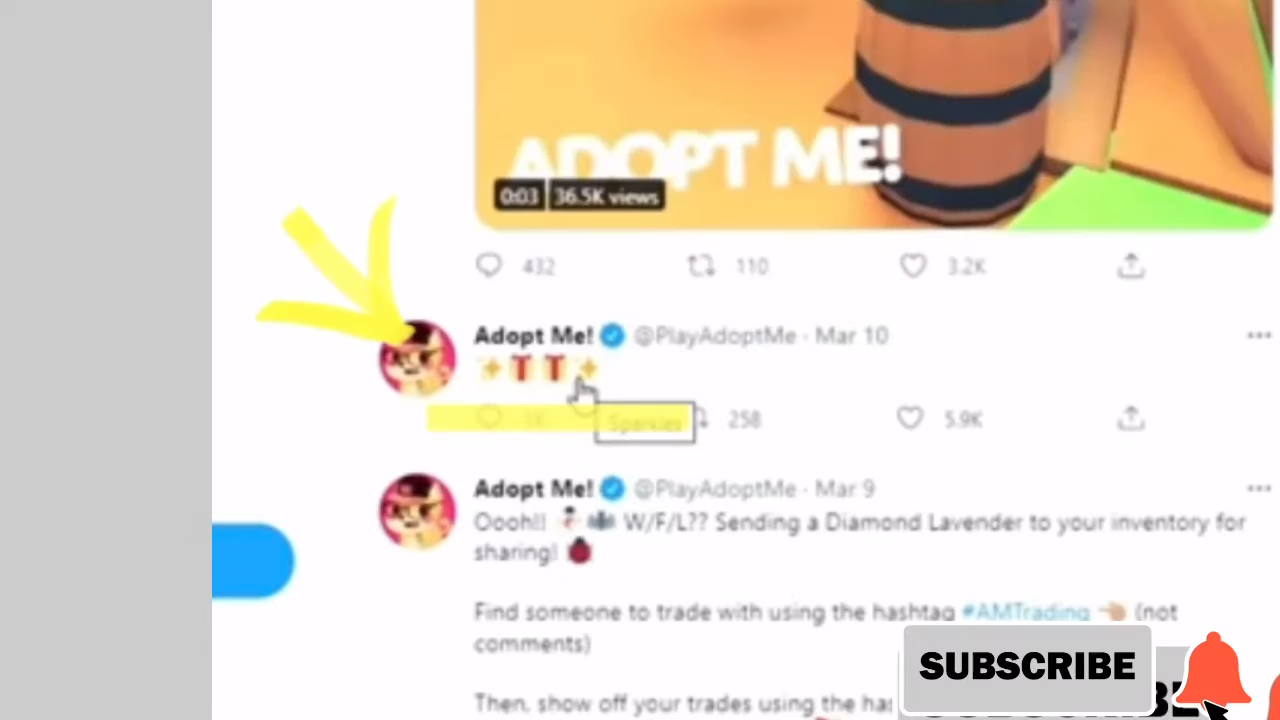 ADOPT ME!
0:03 36.5K views
432 110 3.2K
Adopt Me! @PlayAdoptMe · Mar 10
✨🎁🎁✨
1K Sparkles 258 5.9K
Adopt Me! @PlayAdoptMe · Mar 9
Oooh!! W/F/L?? Sending a Diamond Lavender to your inventory for
sharing! 🐞
Find someone to trade with using the hashtag #AMTrading (not
comments)
Then, show off your trades using the
SUBSCRIBE